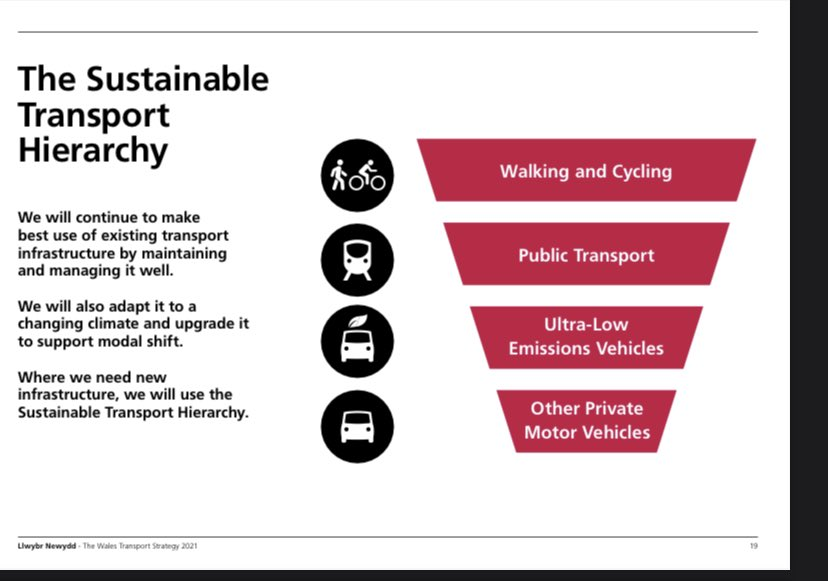 The Sustainable
Transport
Hierarchy
We will continue to make
best use of existing transport
infrastructure by maintaining
and managing it well.
We will also adapt it to a
changing climate and upgrade it
to support modal shift.
Where we need new
infrastructure, we will use the
Sustainable Transport Hierarchy.
Walking and Cycling
Public Transport
Ultra-Low
Emissions Vehicles
Other Private
Motor Vehicles
Llwybr Newydd - The Wales Transport Strategy 2021
19